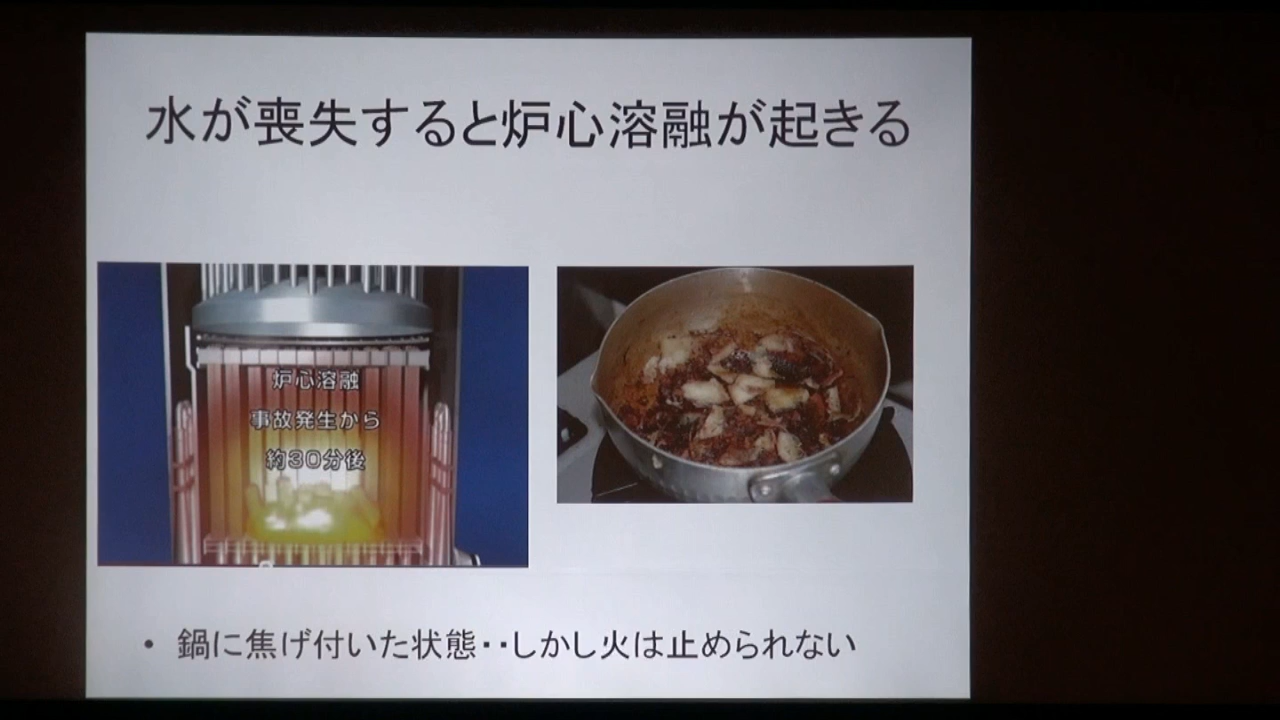 水が喪失すると炉心溶融が起きる
炉心溶融
事故発生から
約30分後
• 鍋に焦げ付いた状態・・しかし火は止められない